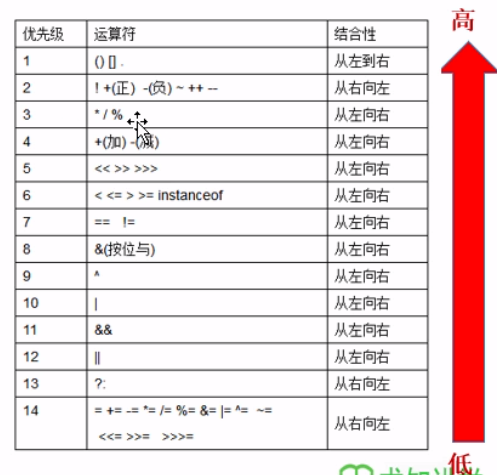 高
优先级 运算符 结合性
1 () [] . 从左到右
2 ! +(正) -(负) ~ ++ -- 从右向左
3 * / % 从左向右
4 +(加) -(减) 从左向右
5 << >> >>> 从左向右
6 < <= > >= instanceof 从左向右
7 == != 从左向右
8 &(按位与) 从左向右
9 ^ 从左向右
10 | 从左向右
11 && 从左向右
12 || 从左向右
13 ?: 从右向左
14 = += -= *= /= %= &= |= ^= ~= 从右向左
<<= >>= >>>=
低